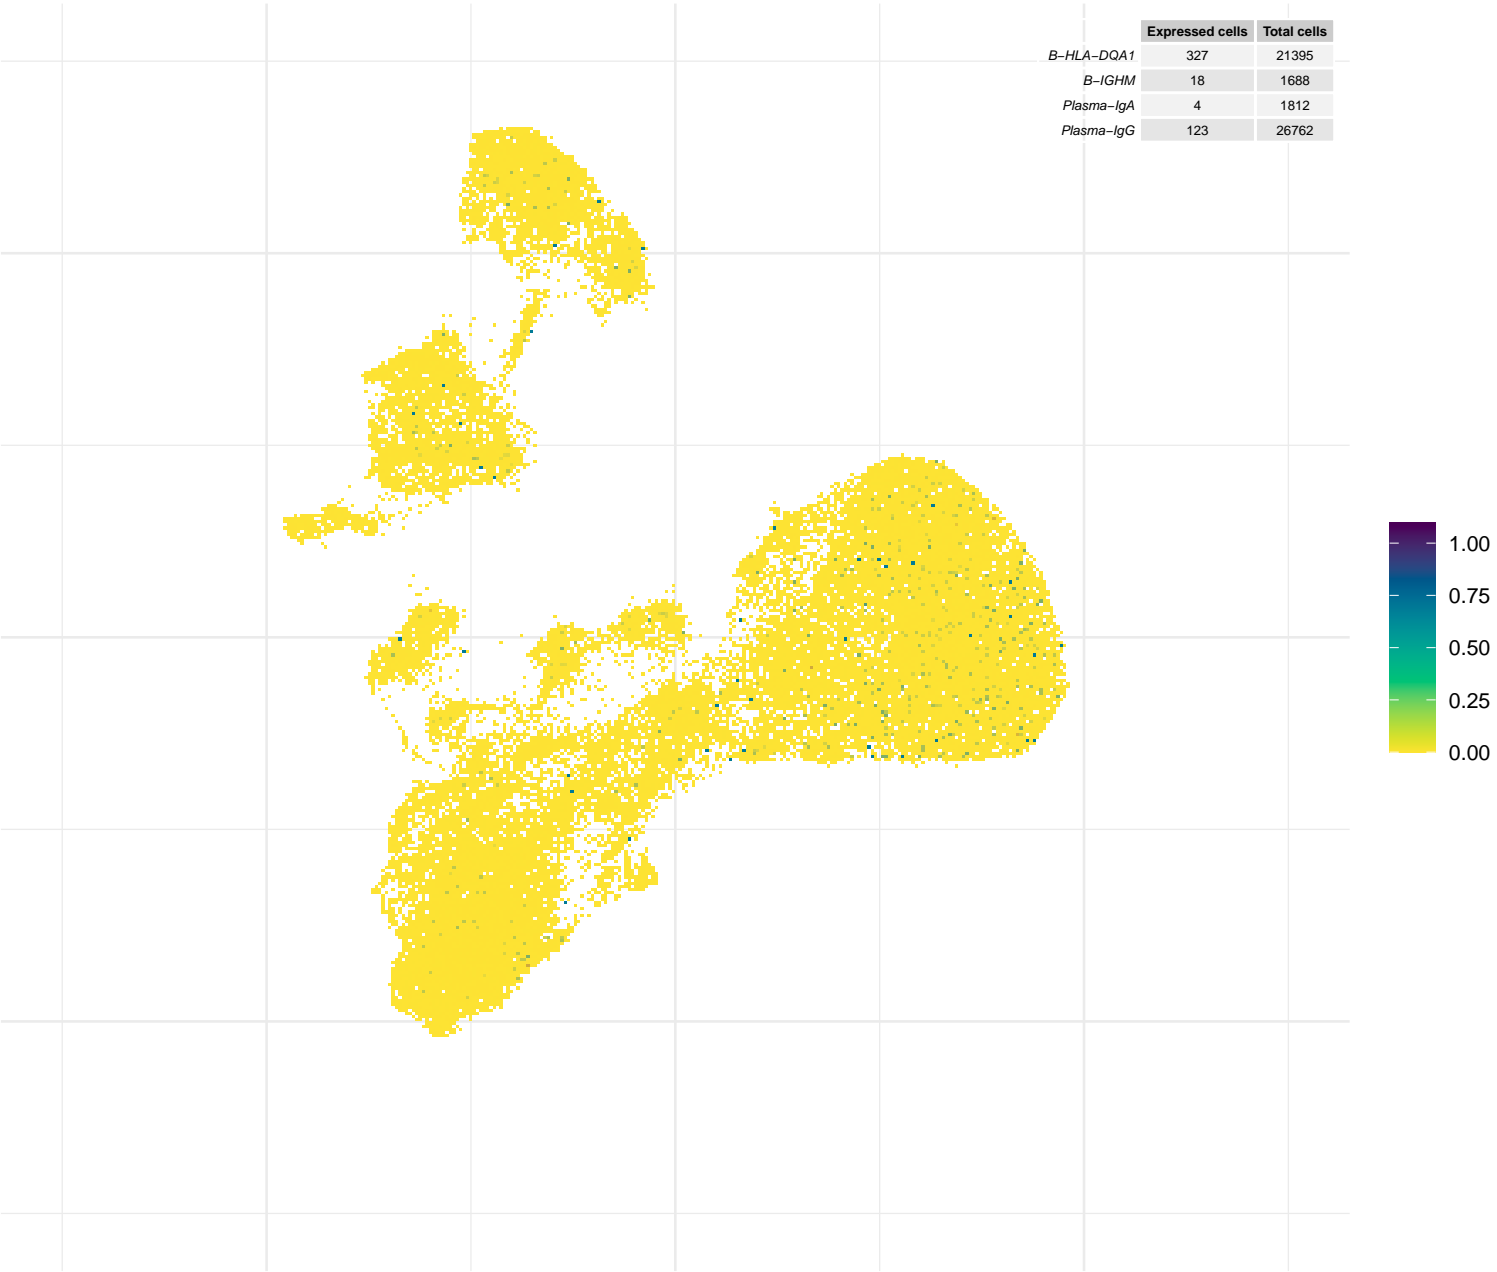 Expressed cells Total cells
B−HLA−DQA1 327 21395
B−IGHM 18 1688
Plasma−IgA 4 1812
Plasma−IgG 123 26762
1.00
0.75
0.50
0.25
0.00